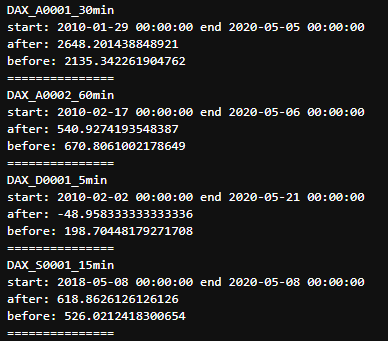 DAX_A0001_30min
start: 2010-01-29 00:00:00 end 2020-05-05 00:00:00
after: 2648.201438848921
before: 2135.342261904762
===============
DAX_A0002_60min
start: 2010-02-17 00:00:00 end 2020-05-06 00:00:00
after: 540.9274193548387
before: 670.8061002178649
===============
DAX_D0001_5min
start: 2010-02-02 00:00:00 end 2020-05-21 00:00:00
after: -48.958333333333336
before: 198.70448179271708
===============
DAX_S0001_15min
start: 2018-05-08 00:00:00 end 2020-05-08 00:00:00
after: 618.8626126126126
before: 526.0212418300654
===============